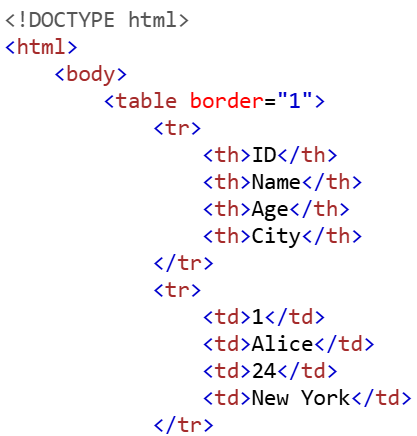 <!DOCTYPE html>
<html>
    <body>
        <table border="1">
            <tr>
                <th>ID</th>
                <th>Name</th>
                <th>Age</th>
                <th>City</th>
            </tr>
            <tr>
                <td>1</td>
                <td>Alice</td>
                <td>24</td>
                <td>New York</td>
            </tr>